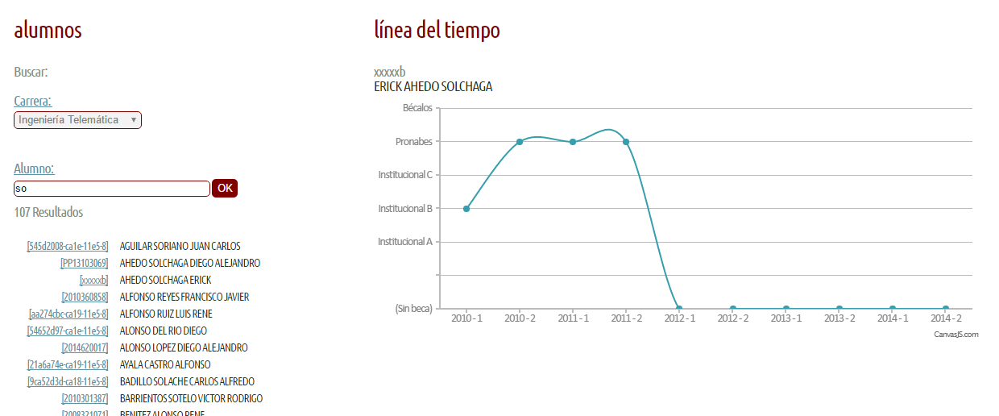 alumnos
Buscar:
Carrera:
Ingeniería Telemática
Alumno:
so OK
107 Resultados
[545d2008-ca1e-11e5-8] AGUILAR SORIANO JUAN CARLOS
[PP13103069] AHEDO SOLCHAGA DIEGO ALEJANDRO
[xxxxxb] AHEDO SOLCHAGA ERICK
[2010360858] ALFONSO REYES FRANCISCO JAVIER
[aa274cbc-ca19-11e5-8] ALFONSO RUIZ LUIS RENE
[54652d97-ca1e-11e5-8] ALONSO DEL RIO DIEGO
[2014620017] ALONSO LOPEZ DIEGO ALEJANDRO
[21a6a74e-ca19-11e5-8] AYALA CASTRO ALFONSO
[9ca52d3d-ca18-11e5-8] BADILLO SOLACHE CARLOS ALFREDO
[2010301387] BARRIENTOS SOTELO VICTOR RODRIGO
[2008321071] BENITEZ ALONSO RENE
línea del tiempo
xxxxxb
ERICK AHEDO SOLCHAGA
Bécalos
Pronabes
Institucional C
Institucional B
Institucional A
(Sin beca)
2010 - 1 2010 - 2 2011 - 1 2011 - 2 2012 - 1 2012 - 2 2013 - 1 2013 - 2 2014 - 1 2014 - 2
CanvasJS.com